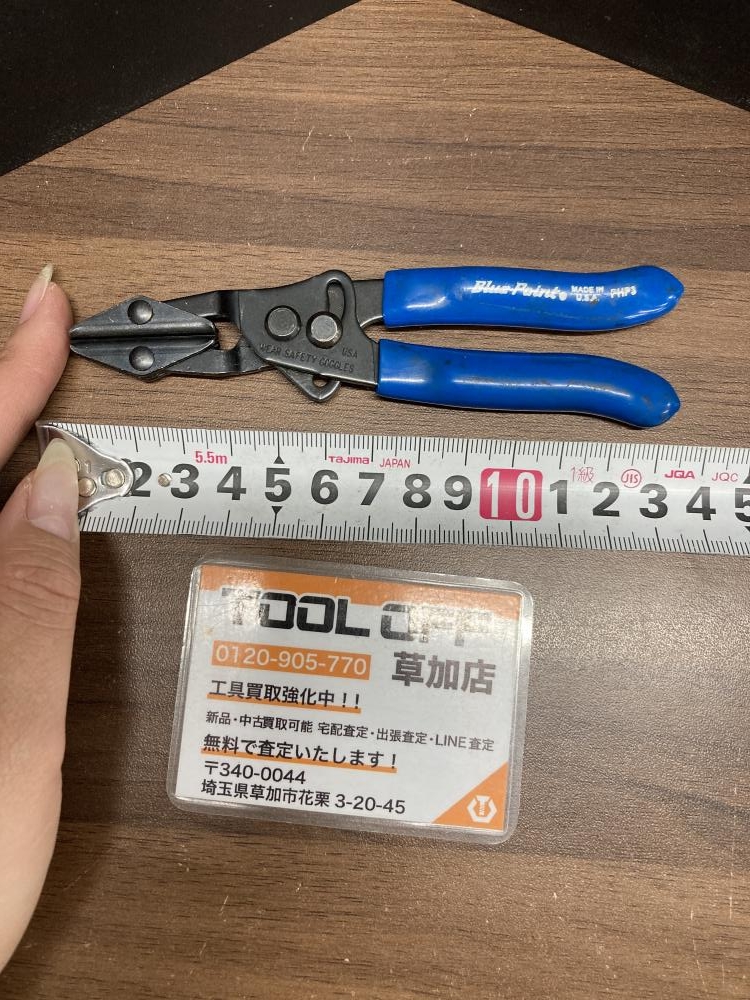 Blue-Point® MADE IN U.S.A. PHP3
WEAR SAFETY GOGGLES USA
5.5m Tajima JAPAN 1級 JIS JQA JQC
2 3 4 5 6 7 8 9 10 1 2 3 4 5
TOOL OFF
0120-905-770 草加店
工具買取強化中!!
新品・中古買取可能 宅配査定・出張査定・LINE査定
無料で査定いたします!
〒340-0044
埼玉県草加市花栗 3-20-45